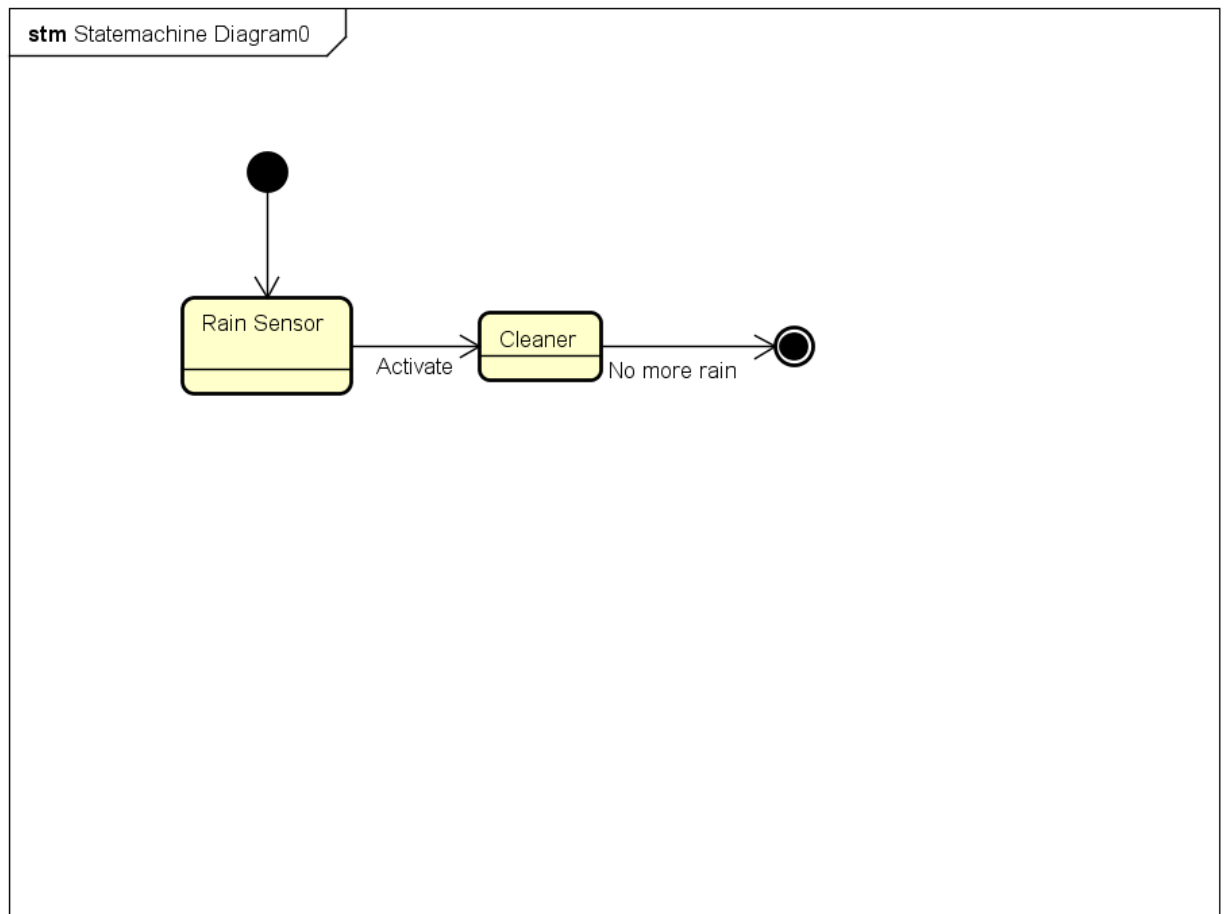 stm Statemachine Diagram0
Rain Sensor
Activate
Cleaner
No more rain